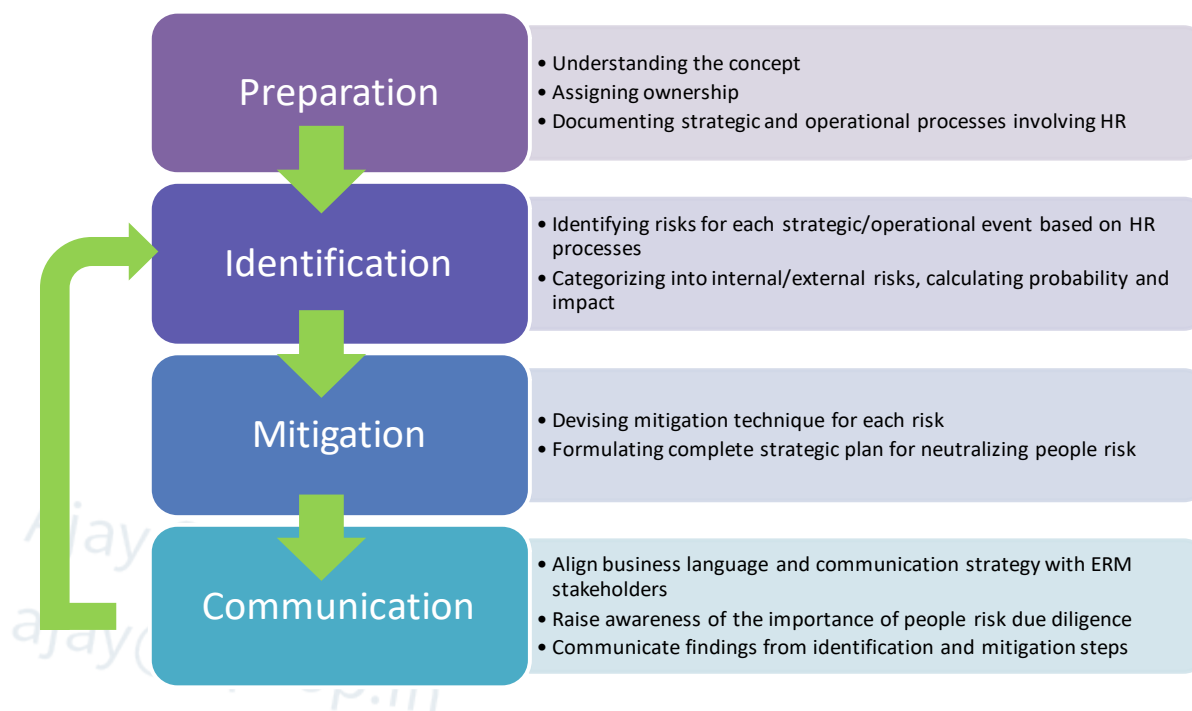 Preparation
• Understanding the concept
• Assigning ownership
• Documenting strategic and operational processes involving HR
Identification
• Identifying risks for each strategic/operational event based on HR
processes
• Categorizing into internal/external risks, calculating probability and
impact
Mitigation
• Devising mitigation technique for each risk
• Formulating complete strategic plan for neutralizing people risk
Ajay
Communication
• Align business language and communication strategy with ERM
stakeholders
• Raise awareness of the importance of people risk due diligence
• Communicate findings from identification and mitigation steps